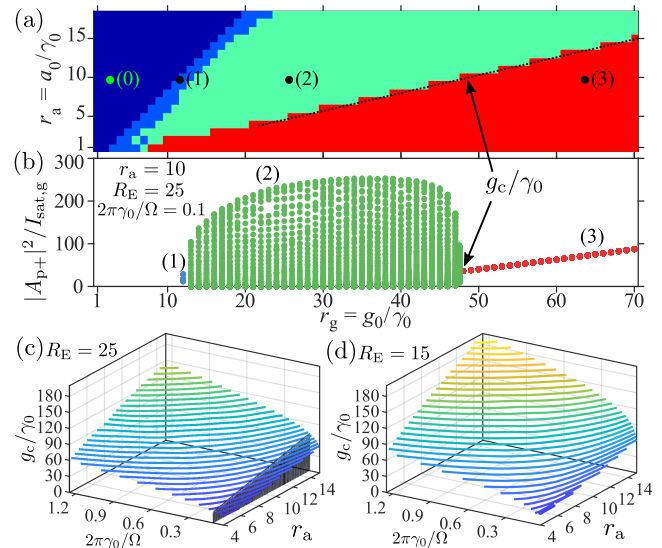 (a)
r_a = a_0/γ_0
15
10
5
1
(0)
(1)
(2)
(3)
(b)
|A_p+|^2/I_sat,g
300
200
100
0
r_a = 10
R_E = 25
2πγ_0/Ω = 0.1
(1)
(2)
g_c/γ_0
(3)
1 10 20 30 40 50 60 70
r_g = g_0/γ_0
(c) R_E = 25
g_c/γ_0
180
150
120
90
60
30
0
1.2 0.9 0.6 0.3
2πγ_0/Ω
4 6 8 10 12 14
r_a
(d) R_E = 15
g_c/γ_0
180
150
120
90
60
30
0
1.2 0.9 0.6 0.3
2πγ_0/Ω
4 6 8 10 12 14
r_a